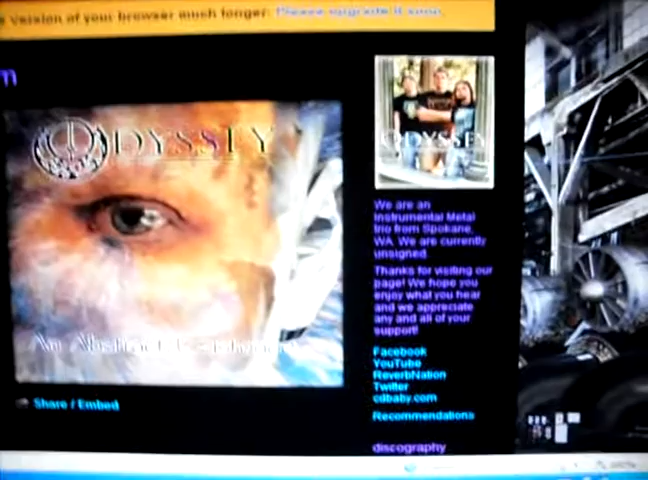 version of your browser much longer. Please upgrade it soon.
m
ODYSSEY
An Abstract
Share / Embed
ODYSSEY
We are an
Instrumental Metal
trio from Spokane,
WA. We are currently
unsigned.
Thanks for visiting our
page! We hope you
enjoy what you hear
and we appreciate
any and all of your
support!
Facebook
YouTube
ReverbNation
Twitter
cdbaby.com
Recommendations
discography